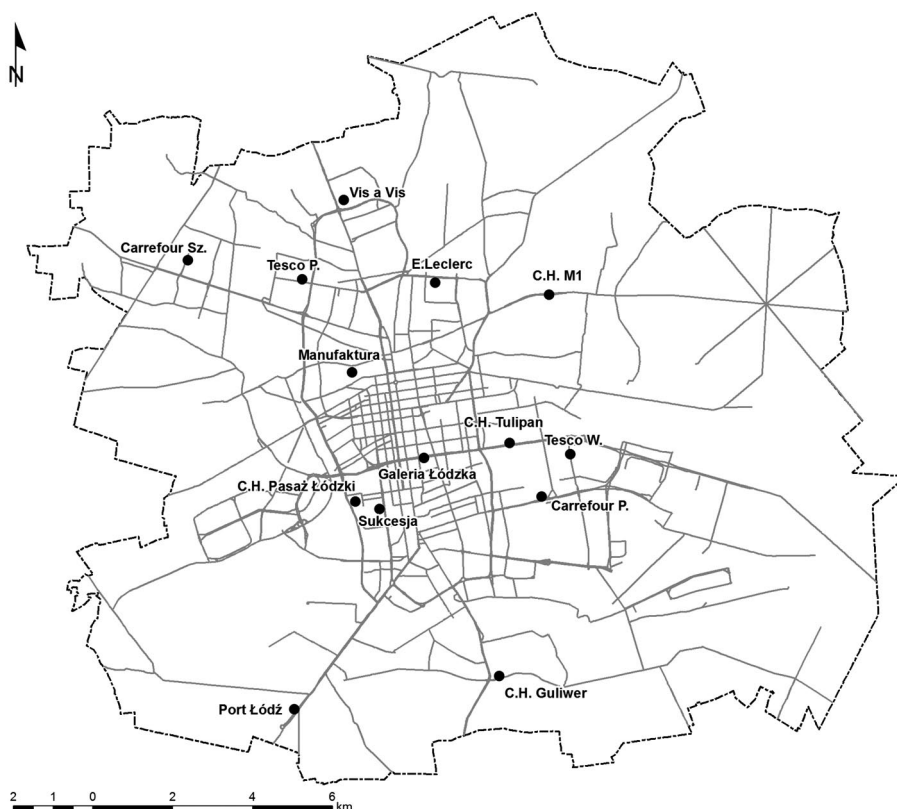 N
Vis a Vis
Carrefour Sz.
Tesco P.
E.Leclerc
C.H. M1
Manufaktura
C.H. Tulipan
Tesco W.
Galeria Łódzka
C.H. Pasaż Łódzki
Sukcesja
Carrefour P.
C.H. Guliwer
Port Łódź
2 1 0 2 4 6
km